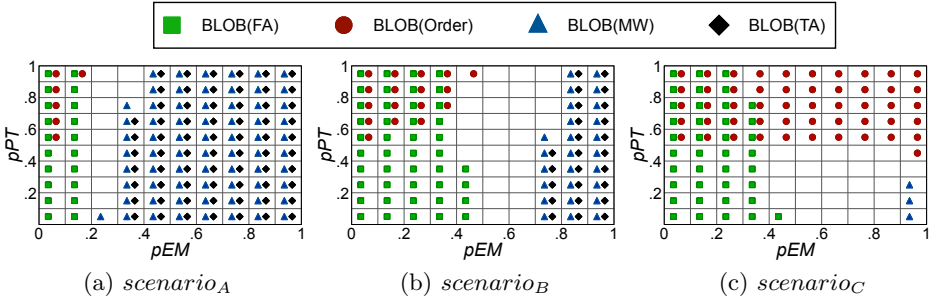 BLOB(FA) BLOB(Order) BLOB(MW) BLOB(TA)
1
.8
.6
.4
.2
0 .2 .4 .6 .8 1
pPT
pEM
(a) scenario_A
1
.8
.6
.4
.2
0 .2 .4 .6 .8 1
pPT
pEM
(b) scenario_B
1
.8
.6
.4
.2
0 .2 .4 .6 .8 1
pPT
pEM
(c) scenario_C